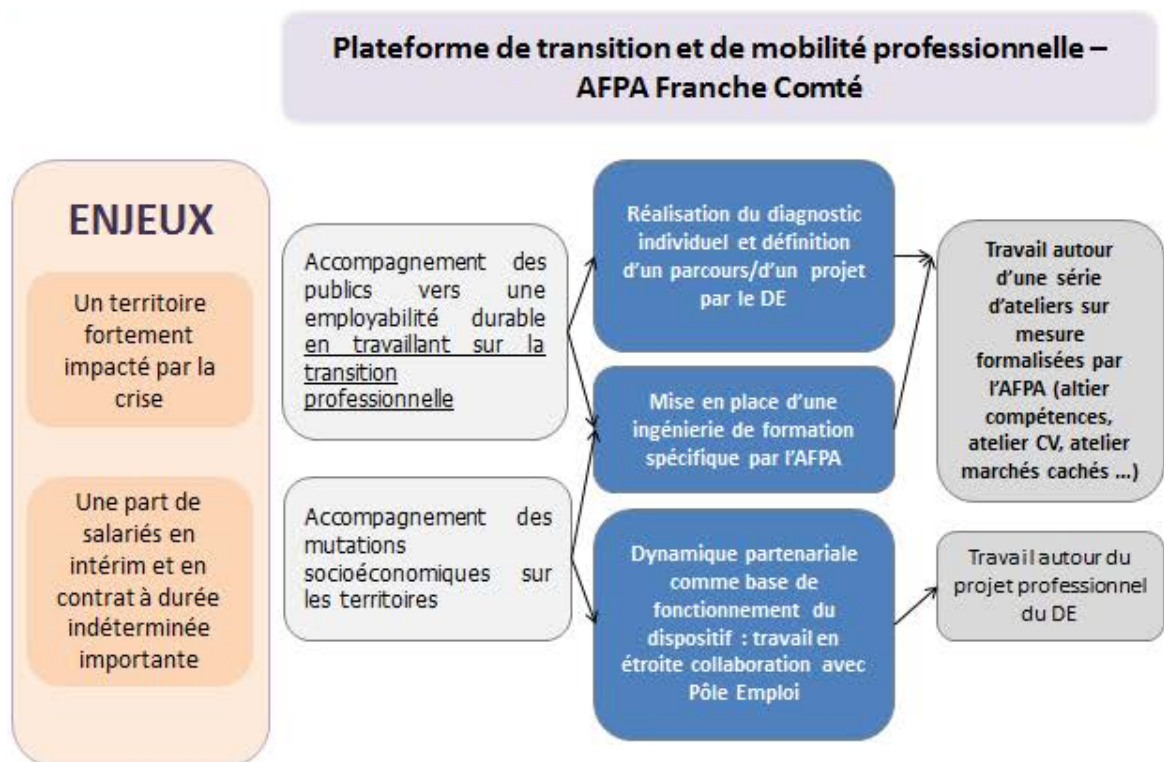 Plateforme de transition et de mobilité professionnelle –
AFPA Franche Comté
ENJEUX
Un territoire
fortement
impacté par la
crise
Une part de
salariés en
intérim et en
contrat à durée
indéterminée
importante
Accompagnement des
publics vers une
employabilité durable
en travaillant sur la
transition
professionnelle
Accompagnement des
mutations
socioéconomiques sur
les territoires
Réalisation du diagnostic
individuel et définition
d’un parcours/d’un projet
par le DE
Mise en place d’une
ingénierie de formation
spécifique par l’AFPA
Dynamique partenariale
comme base de
fonctionnement du
dispositif : travail en
étroite collaboration avec
Pôle Emploi
Travail autour
d’une série
d’ateliers sur
mesure
formalisées par
l’AFPA (altier
compétences,
atelier CV, atelier
marchés cachés ...)
Travail autour du
projet professionnel
du DE